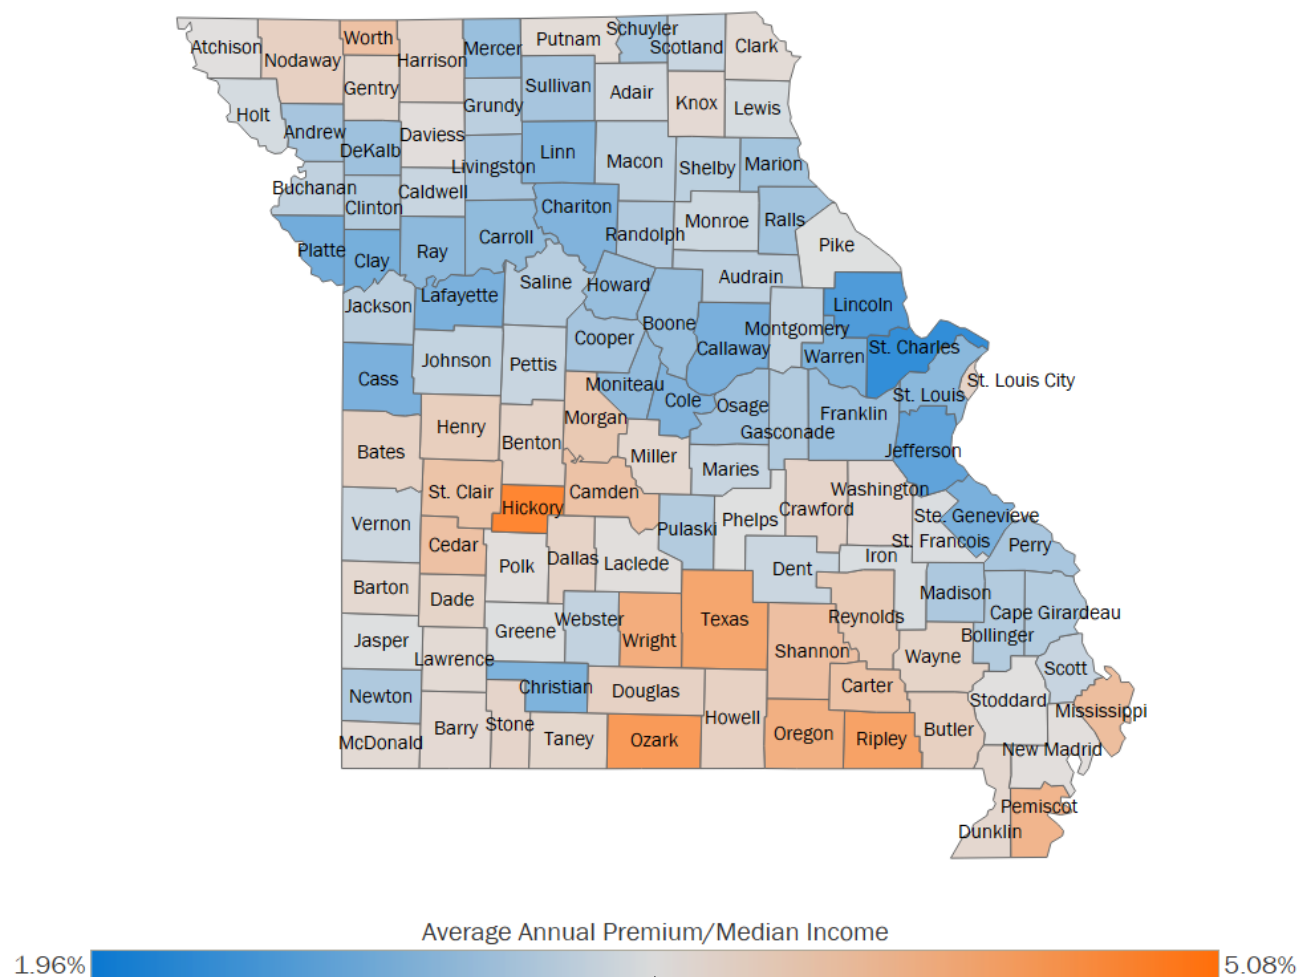 Atchison
Nodaway
Worth
Harrison
Mercer
Putnam
Schuyler
Scotland
Clark
Gentry
Holt
Andrew
DeKalb
Daviess
Grundy
Sullivan
Adair
Knox
Lewis
Livingston
Linn
Macon
Shelby
Marion
Buchanan
Clinton
Caldwell
Chariton
Randolph
Monroe
Ralls
Pike
Platte
Clay
Ray
Carroll
Saline
Howard
Audrain
Jackson
Lafayette
Boone
Callaway
Montgomery
Lincoln
Warren
St. Charles
Cass
Johnson
Pettis
Cooper
Moniteau
Cole
Osage
Gasconade
Franklin
St. Louis
St. Louis City
Jefferson
Bates
Henry
Benton
Morgan
Miller
Maries
Vernon
St. Clair
Hickory
Camden
Pulaski
Phelps
Crawford
Washington
Ste. Genevieve
St. Francois
Perry
Cedar
Polk
Dallas
Laclede
Dent
Iron
Madison
Cape Girardeau
Bollinger
Barton
Dade
Jasper
Greene
Webster
Wright
Texas
Reynolds
Shannon
Wayne
Scott
Lawrence
Christian
Newton
Douglas
Carter
Stoddard
Mississippi
McDonald
Barry
Stone
Taney
Ozark
Howell
Oregon
Ripley
Butler
New Madrid
Pemiscot
Dunklin
Average Annual Premium/Median Income
1.96% 5.08%